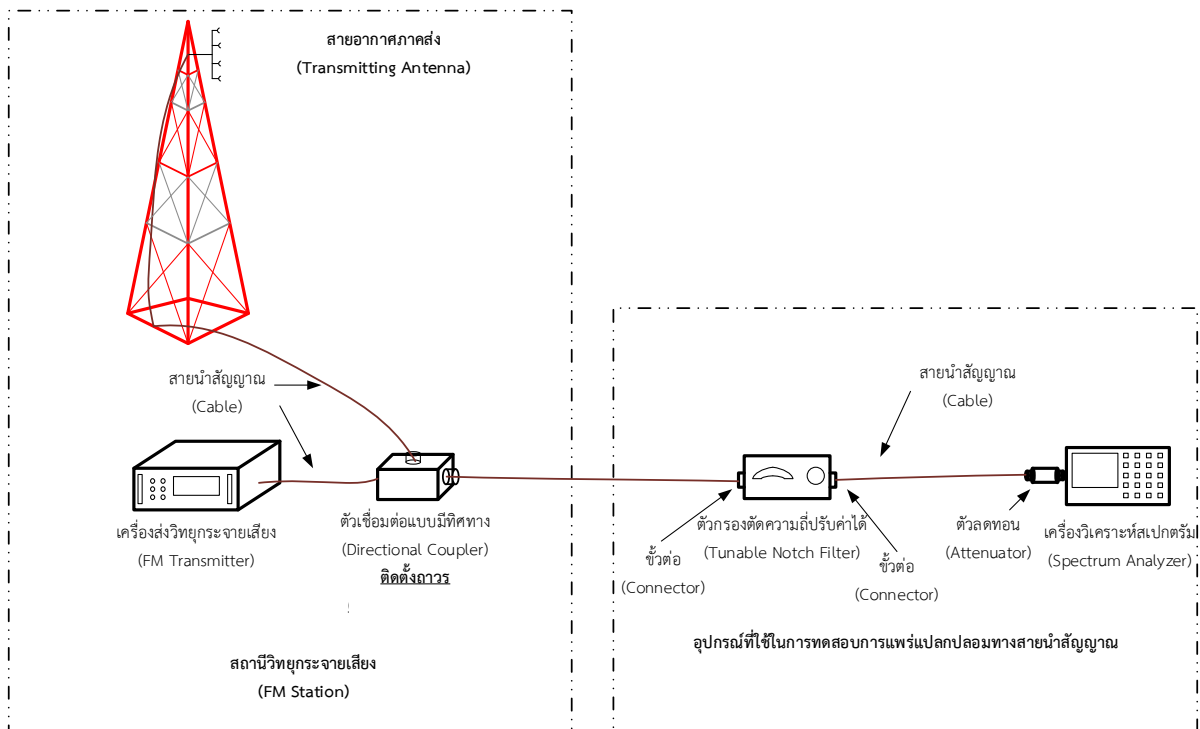 สายอากาศภาคส่ง
(Transmitting Antenna)
สายนำสัญญาณ
(Cable)
เครื่องส่งวิทยุกระจายเสียง
(FM Transmitter)
ตัวเชื่อมต่อแบบมีทิศทาง
(Directional Coupler)
ติดตั้งถาวร
สถานีวิทยุกระจายเสียง
(FM Station)
สายนำสัญญาณ
(Cable)
ตัวกรองตัดความถี่ปรับค่าได้
(Tunable Notch Filter)
ขั้วต่อ
(Connector)
ขั้วต่อ
(Connector)
ตัวลดทอน
(Attenuator)
เครื่องวิเคราะห์สเปกตรัม
(Spectrum Analyzer)
อุปกรณ์ที่ใช้ในการทดสอบการแพร่แปลกปลอมทางสายนำสัญญาณ